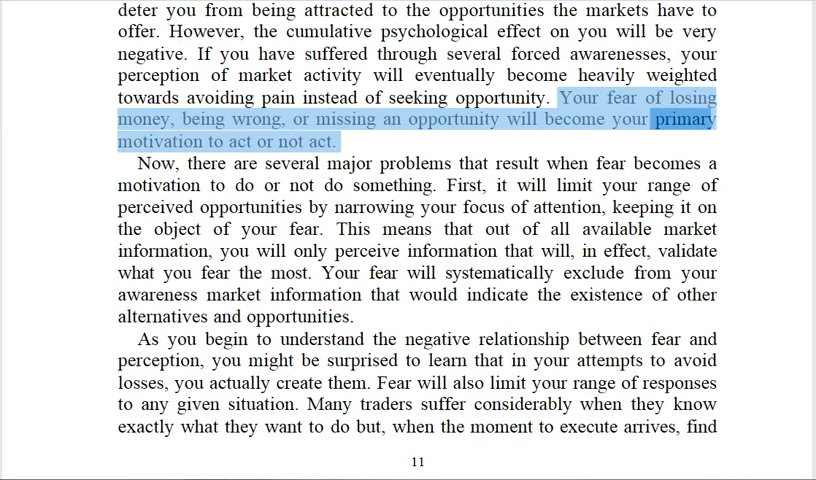 deter you from being attracted to the opportunities the markets have to
offer. However, the cumulative psychological effect on you will be very
negative. If you have suffered through several forced awarenesses, your
perception of market activity will eventually become heavily weighted
towards avoiding pain instead of seeking opportunity. Your fear of losing
money, being wrong, or missing an opportunity will become your primary
motivation to act or not act.
Now, there are several major problems that result when fear becomes a
motivation to do or not do something. First, it will limit your range of
perceived opportunities by narrowing your focus of attention, keeping it on
the object of your fear. This means that out of all available market
information, you will only perceive information that will, in effect, validate
what you fear the most. Your fear will systematically exclude from your
awareness market information that would indicate the existence of other
alternatives and opportunities.
As you begin to understand the negative relationship between fear and
perception, you might be surprised to learn that in your attempts to avoid
losses, you actually create them. Fear will also limit your range of responses
to any given situation. Many traders suffer considerably when they know
exactly what they want to do but, when the moment to execute arrives, find
11